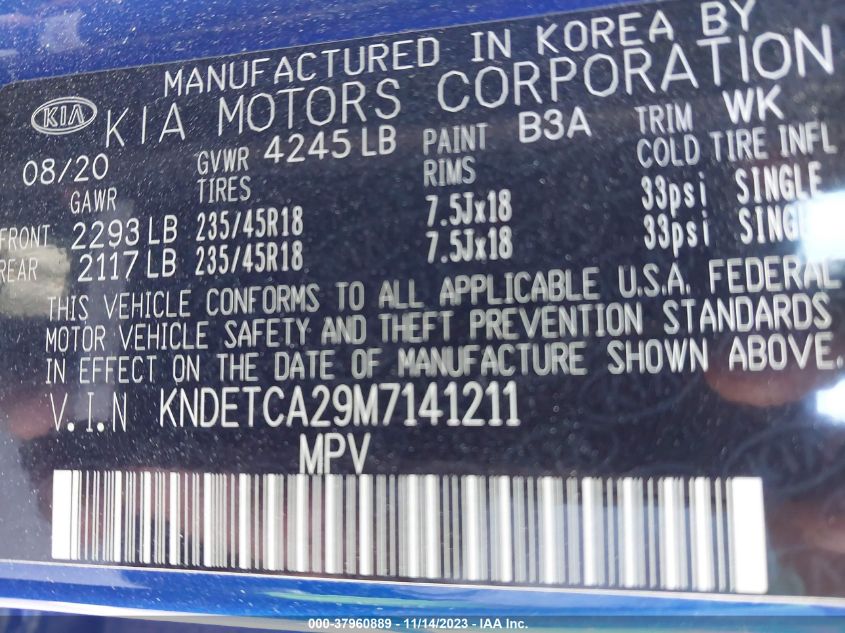 MANUFACTURED IN KOREA BY
KIA KIA MOTORS CORPORATION
08/20 GVWR 4245 LB PAINT B3A TRIM WK
GAWR TIRES RIMS COLD TIRE INFL
FRONT 2293 LB 235/45R18 7.5Jx18 33psi SINGLE
REAR 2117 LB 235/45R18 7.5Jx18 33psi SINGLE
THIS VEHICLE CONFORMS TO ALL APPLICABLE U.S.A. FEDERAL
MOTOR VEHICLE SAFETY AND THEFT PREVENTION STANDARDS
IN EFFECT ON THE DATE OF MANUFACTURE SHOWN ABOVE.
V.I.N KNDETCA29M7141211
MPV
000-37960889 - 11/14/2023 - IAA Inc.